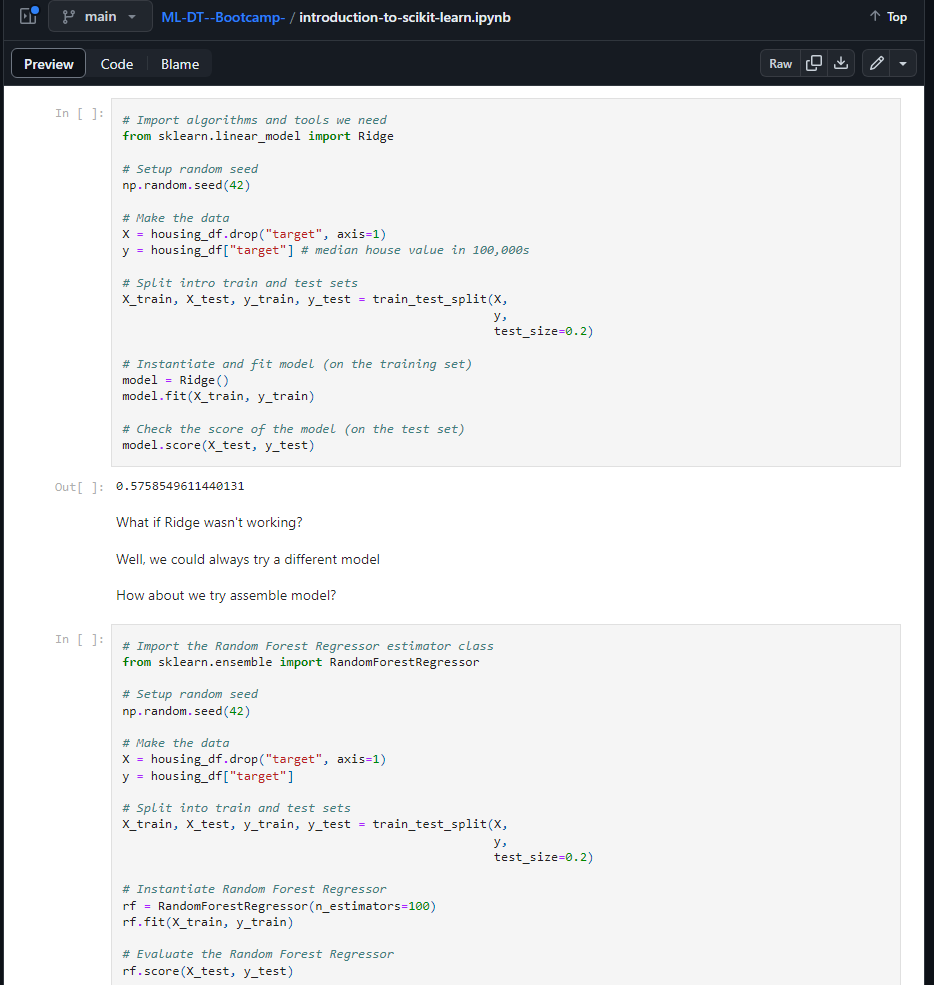 main
ML-DT--Bootcamp- / introduction-to-scikit-learn.ipynb
Top
Preview
Code
Blame
Raw
In [ ]:
# Import algorithms and tools we need
from sklearn.linear_model import Ridge
# Setup random seed
np.random.seed(42)
# Make the data
X = housing_df.drop("target", axis=1)
y = housing_df["target"] # median house value in 100,000s
# Split intro train and test sets
X_train, X_test, y_train, y_test = train_test_split(X,
y,
test_size=0.2)
# Instantiate and fit model (on the training set)
model = Ridge()
model.fit(X_train, y_train)
# Check the score of the model (on the test set)
model.score(X_test, y_test)
Out[ ]:
0.5758549611440131
What if Ridge wasn't working?
Well, we could always try a different model
How about we try assemble model?
In [ ]:
# Import the Random Forest Regressor estimator class
from sklearn.ensemble import RandomForestRegressor
# Setup random seed
np.random.seed(42)
# Make the data
X = housing_df.drop("target", axis=1)
y = housing_df["target"]
# Split into train and test sets
X_train, X_test, y_train, y_test = train_test_split(X,
y,
test_size=0.2)
# Instantiate Random Forest Regressor
rf = RandomForestRegressor(n_estimators=100)
rf.fit(X_train, y_train)
# Evaluate the Random Forest Regressor
rf.score(X_test, y_test)